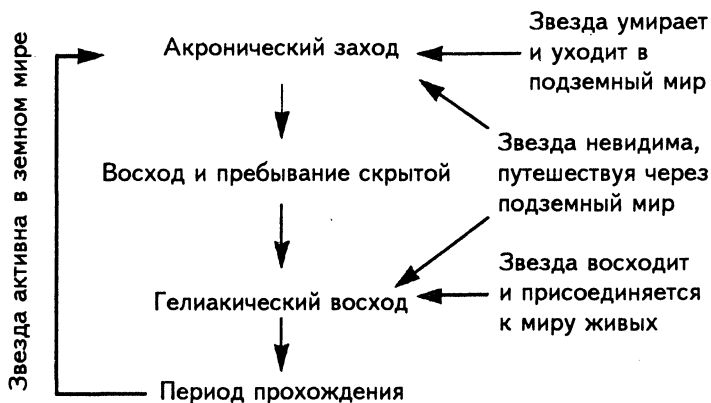 Звезда активна в земном мире
Акронический заход
Звезда умирает
и уходит в
подземный мир
Восход и пребывание скрытой
Звезда невидима,
путешествуя через
подземный мир
Гелиакический восход
Звезда восходит
и присоединяется
к миру живых
Период прохождения